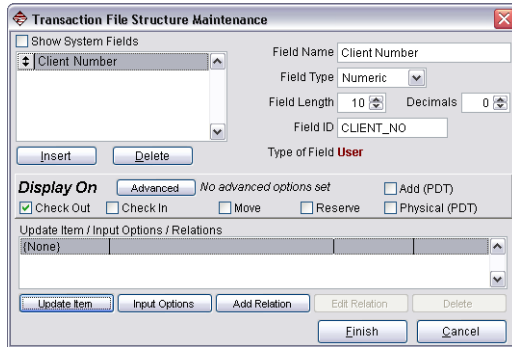 Transaction File Structure Maintenance
Show System Fields
Client Number
Field Name Client Number
Field Type Numeric
Field Length 10 Decimals 0
Field ID CLIENT_NO
Insert Delete
Type of Field User
Display On Advanced No advanced options set Add (PDT)
Check Out Check In Move Reserve Physical (PDT)
Update Item / Input Options / Relations
{None}
Update Item Input Options Add Relation Edit Relation Delete
Finish Cancel